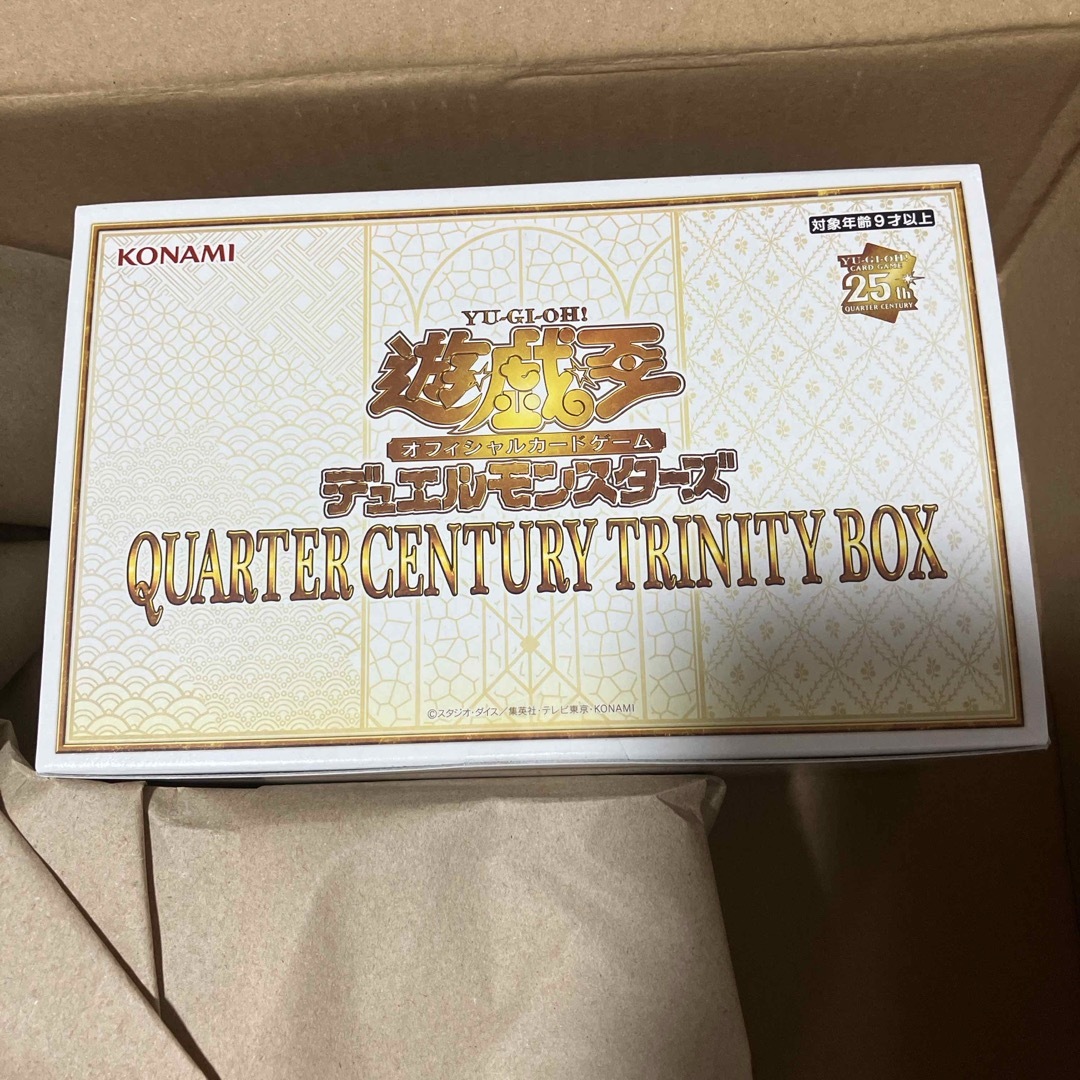 対象年齢9才以上
KONAMI
YU-GI-OH!
CARD GAME
25th
QUARTER CENTURY
YU-GI-OH!
遊☆戯☆王
オフィシャルカードゲーム
デュエルモンスターズ
QUARTER CENTURY TRINITY BOX
©スタジオ・ダイス／集英社・テレビ東京・KONAMI